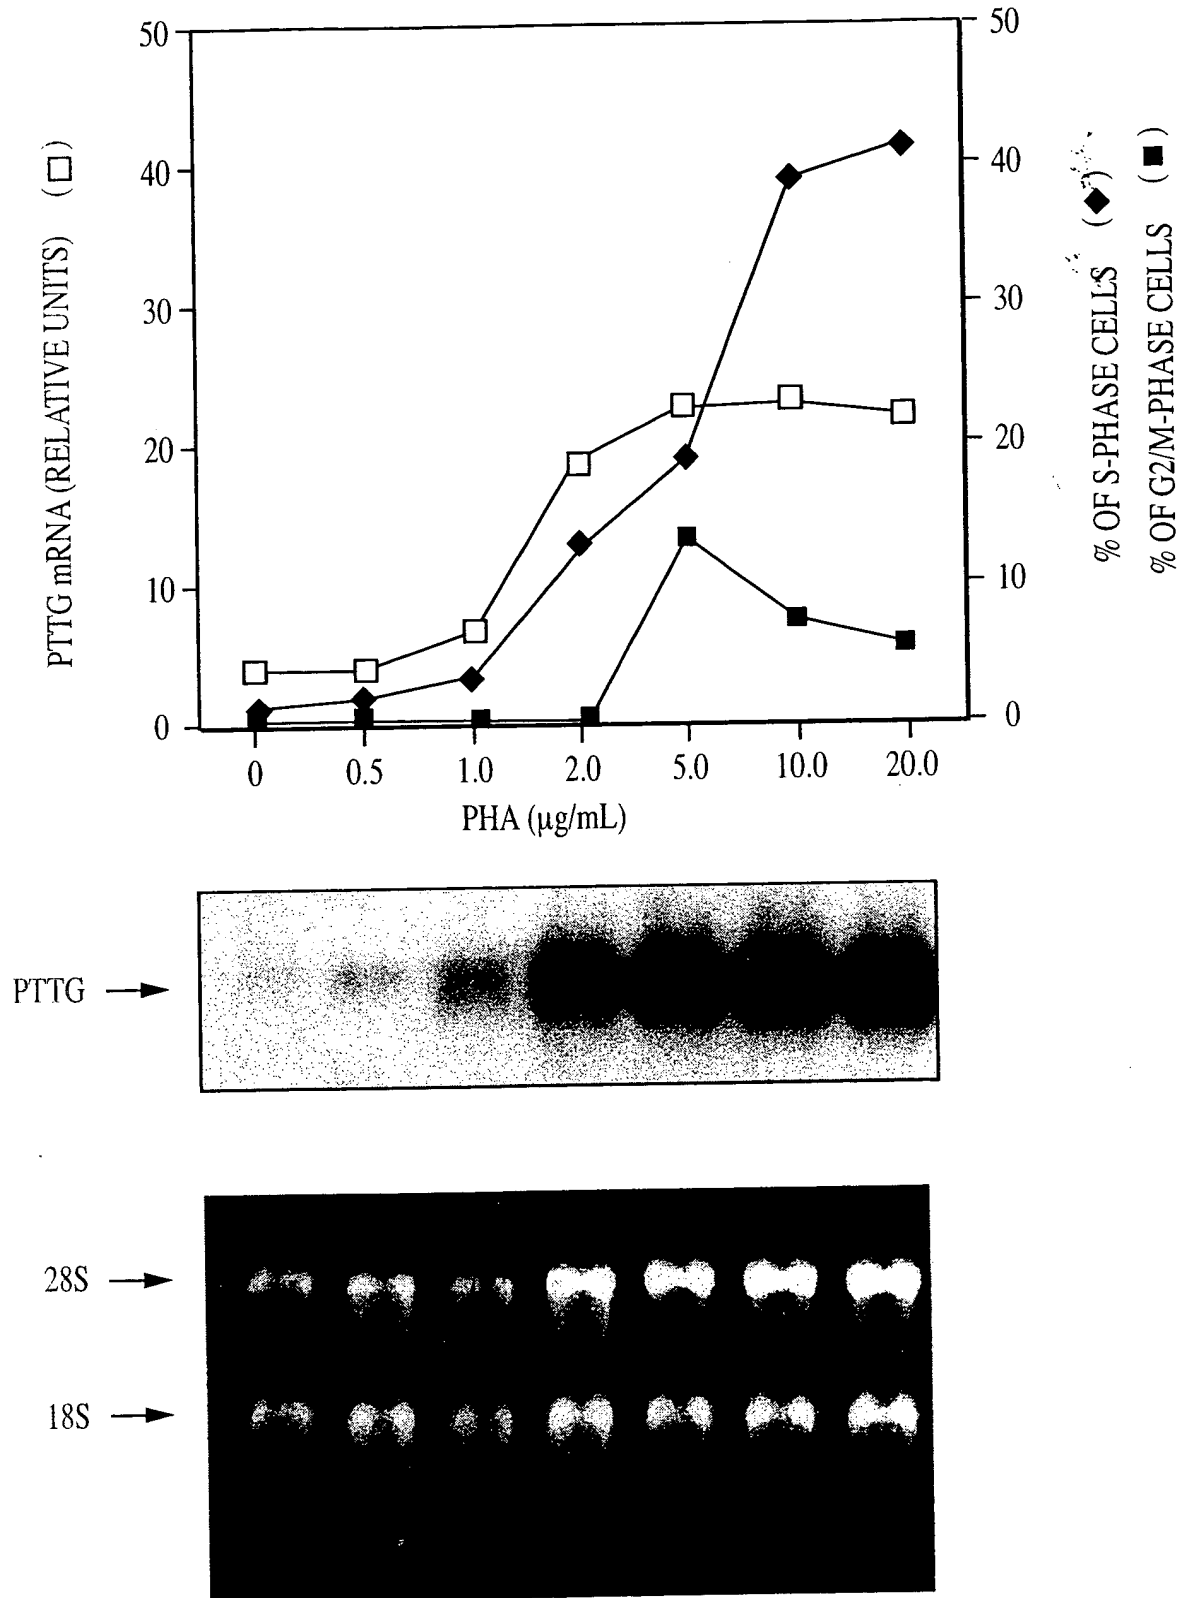 50
40
30
20
10
0
PTTG mRNA (RELATIVE UNITS) (□)
50
40
30
20
10
0
% OF S-PHASE CELLS (◆)
% OF G2/M-PHASE CELLS (■)
0 0.5 1.0 2.0 5.0 10.0 20.0
PHA (µg/mL)
PTTG
28S
18S